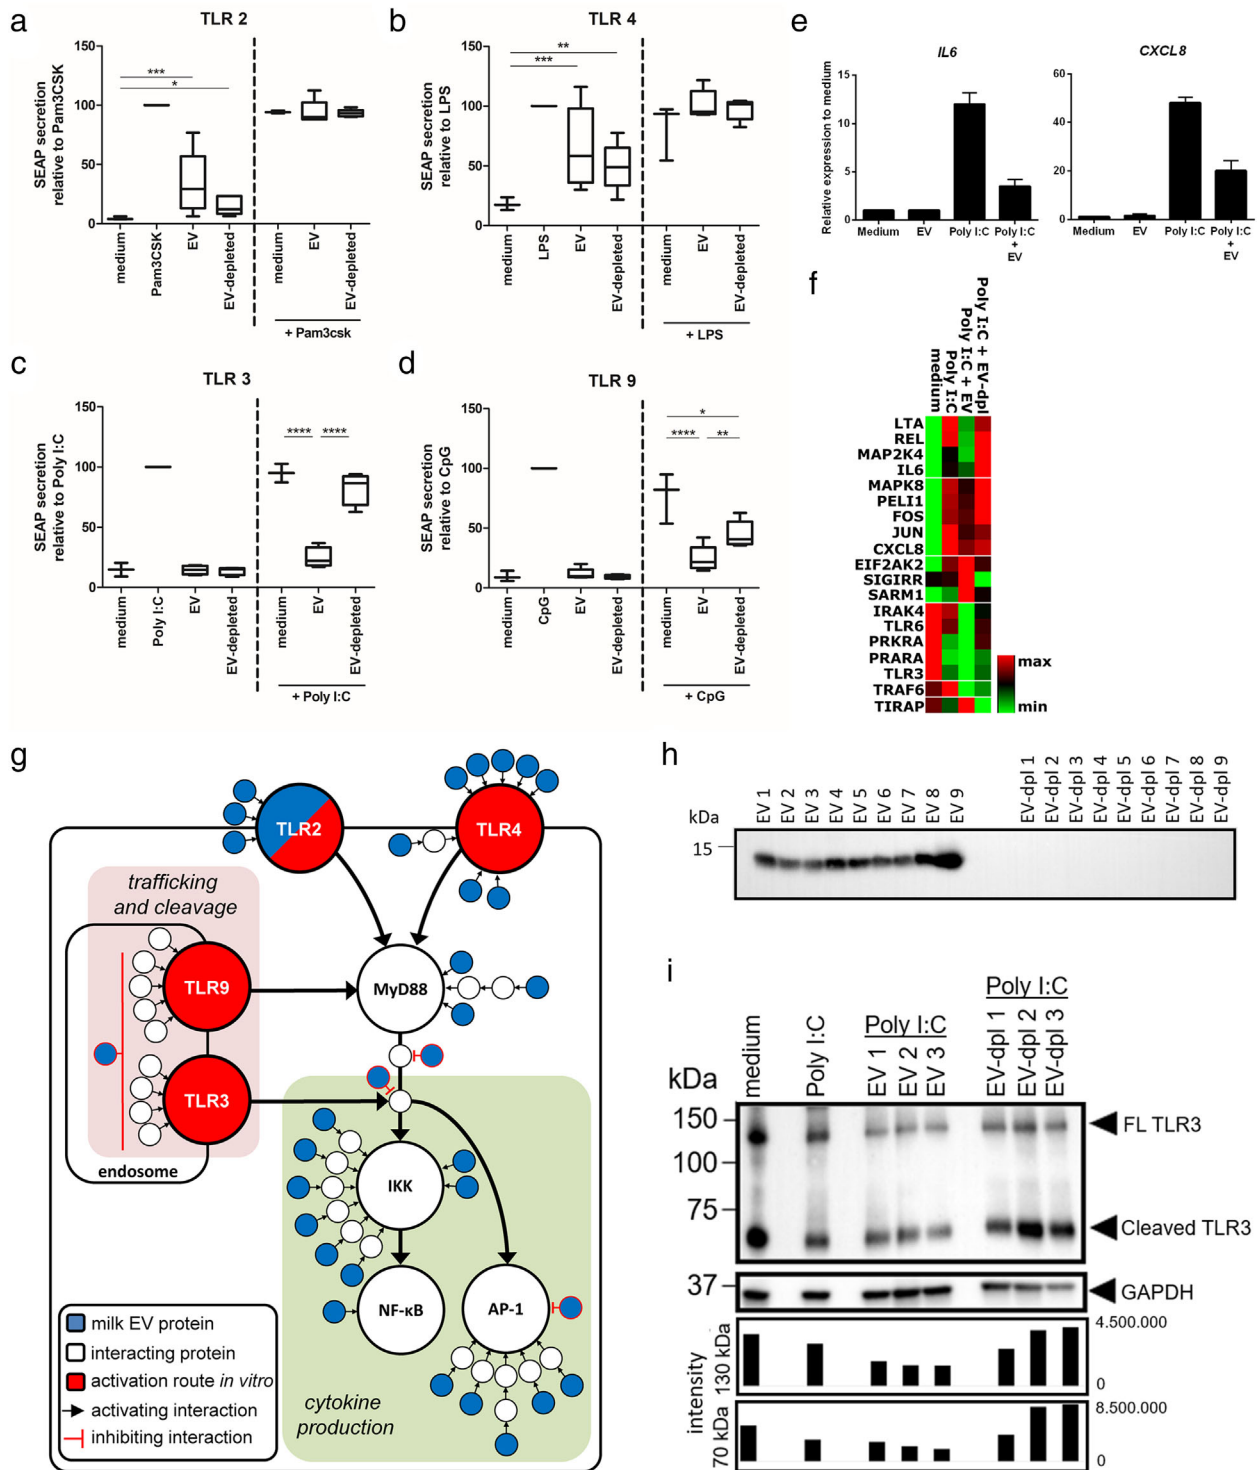 a
TLR 2
SEAP secretion
relative to Pam3CSK
150
100
50
0
***
*
medium
Pam3CSK
EV
EV-depleted
medium
EV
EV-depleted
+ Pam3csk
b
TLR 4
SEAP secretion
relative to LPS
150
100
50
0
**
***
medium
LPS
EV
EV-depleted
medium
EV
EV-depleted
+ LPS
c
TLR 3
SEAP secretion
relative to Poly I:C
150
100
50
0
**** ****
medium
Poly I:C
EV
EV-depleted
medium
EV
EV-depleted
+ Poly I:C
d
TLR 9
SEAP secretion
relative to CpG
150
100
50
0
*
**** **
medium
CpG
EV
EV-depleted
medium
EV
EV-depleted
+ CpG
e
IL6
Relative expression to medium
15
10
5
0
Medium EV Poly I:C Poly I:C
+
EV
CXCL8
60
40
20
0
Medium EV Poly I:C Poly I:C
+
EV
f
medium
Poly I:C
Poly I:C + EV
Poly I:C + EV-dpl
LTA
REL
MAP2K4
IL6
MAPK8
PELI1
FOS
JUN
CXCL8
EIF2AK2
SIGIRR
SARM1
IRAK4
TLR6
PRKRA
PRARA
TLR3
TRAF6
TIRAP
max
min
g
TLR2
TLR4
trafficking
and cleavage
TLR9
MyD88
TLR3
endosome
IKK
NF-κB
AP-1
cytokine
production
milk EV protein
interacting protein
activation route in vitro
activating interaction
inhibiting interaction
h
EV 1
EV 2
EV 3
EV 4
EV 5
EV 6
EV 7
EV 8
EV 9
EV-dpl 1
EV-dpl 2
EV-dpl 3
EV-dpl 4
EV-dpl 5
EV-dpl 6
EV-dpl 7
EV-dpl 8
EV-dpl 9
kDa
15
i
medium
Poly I:C
Poly I:C
EV 1
EV 2
EV 3
Poly I:C
EV-dpl 1
EV-dpl 2
EV-dpl 3
kDa
150
100
75
37
FL TLR3
Cleaved TLR3
GAPDH
intensity
130 kDa
4.500.000
0
70 kDa
8.500.000
0